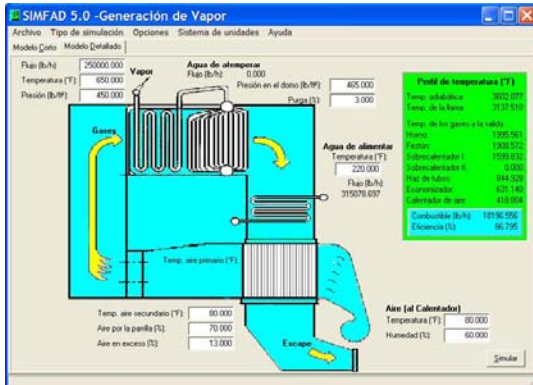 SIMFAD 5.0 -Generación de Vapor
Archivo Tipo de simulación Opciones Sistema de unidades Ayuda
Modelo Corto Modelo Detallado
Flujo (lb/h): 250000.000
Temperatura (°F): 650.000
Presión (lb/ff²): 450.000
Vapor
Agua de atemperar
Flujo (lb/h): 0.000
Presión en el domo (lb/ff²): 465.000
Purga (%): 3.000
Gases
Agua de alimentar
Temperatura (°F):
220.000
Flujo (lb/h):
315078.697
Perfil de temperatura (°F)
Temp. adiabática: 3602.077
Temp. de la llama: 3137.510
Temp. de los gases a la salida
Horno: 1995.561
Festón: 1908.572
Sobrecalentador I: 1599.832
Sobrecalentador II: 0.000
Haz de tubos: 844.928
Economizador: 631.140
Calentador de aire: 418.004
Combustible (lb/h): 18196.556
Eficiencia (%): 86.795
Temp. aire primario (°F):
Temp. aire secundario (°F): 80.000
Aire por la parrilla (%): 70.000
Aire en exceso (%): 13.000
Escape
Aire (al Calentador)
Temperatura (°F): 80.000
Humedad (%): 60.000
Simular